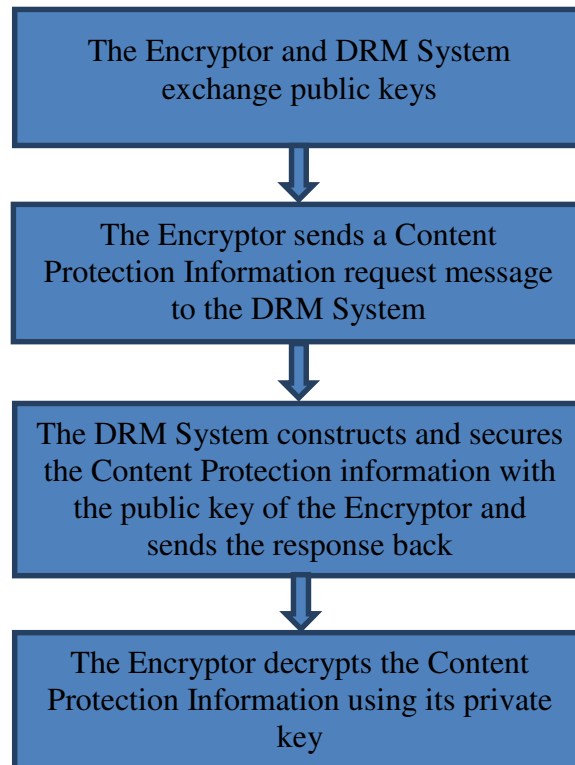 The Encryptor and DRM System
exchange public keys
The Encryptor sends a Content
Protection Information request message
to the DRM System
The DRM System constructs and secures
the Content Protection information with
the public key of the Encryptor and
sends the response back
The Encryptor decrypts the Content
Protection Information using its private
key